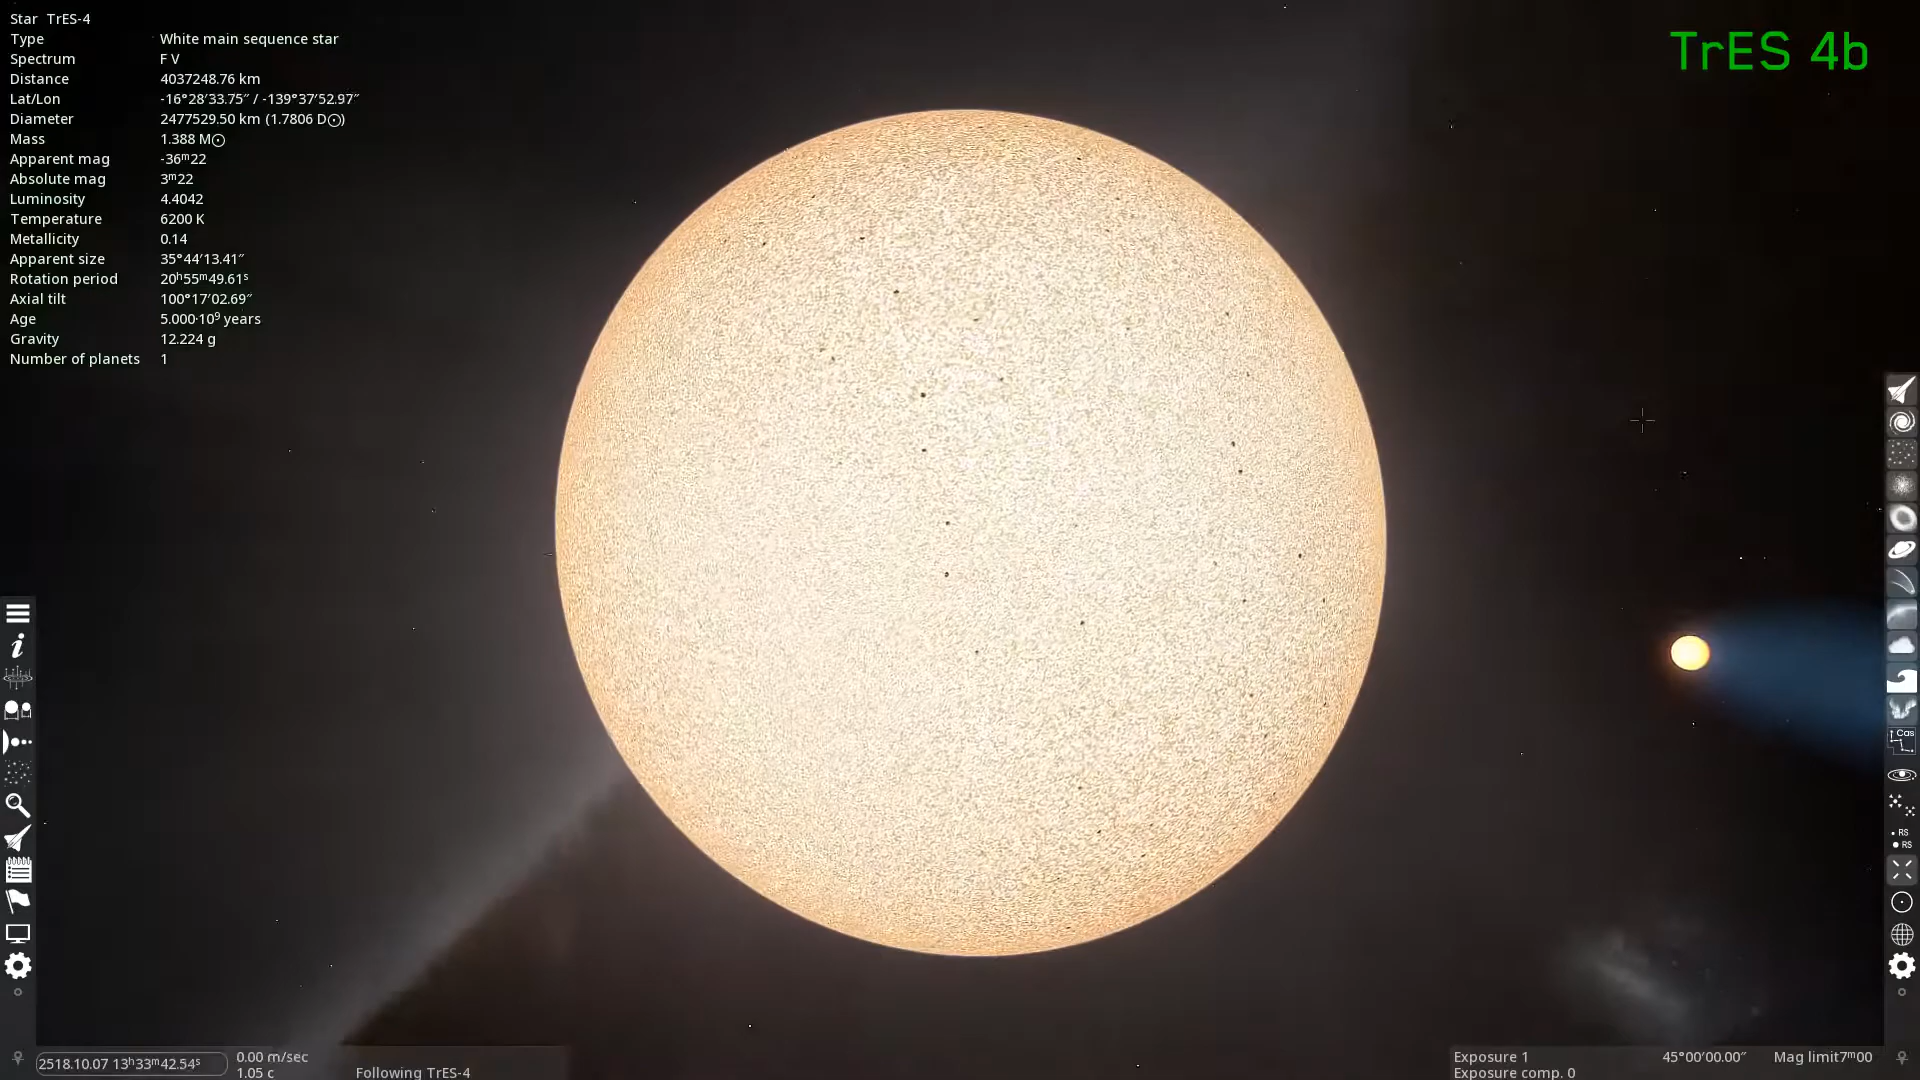 Star TrES-4
TrES 4b
Type White main sequence star
Spectrum F V
Distance 4037248.76 km
Lat/Lon -16°28′33.75″ / -139°37′52.97″
Diameter 2477529.50 km (1.7806 D☉)
Mass 1.388 M☉
Apparent mag -36ᵐ22
Absolute mag 3ᵐ22
Luminosity 4.4042
Temperature 6200 K
Metallicity 0.14
Apparent size 35°44′13.41″
Rotation period 20ʰ55ᵐ49.61ˢ
Axial tilt 100°17′02.69″
Age 5.000·10⁹ years
Gravity 12.224 g
Number of planets 1
Cas
RS
RS
2518.10.07 13ʰ33ᵐ42.54ˢ
0.00 m/sec
1.05 c
Following TrES-4
Exposure 1 45°00′00.00″ Mag limit 7ᵐ00
Exposure comp. 0